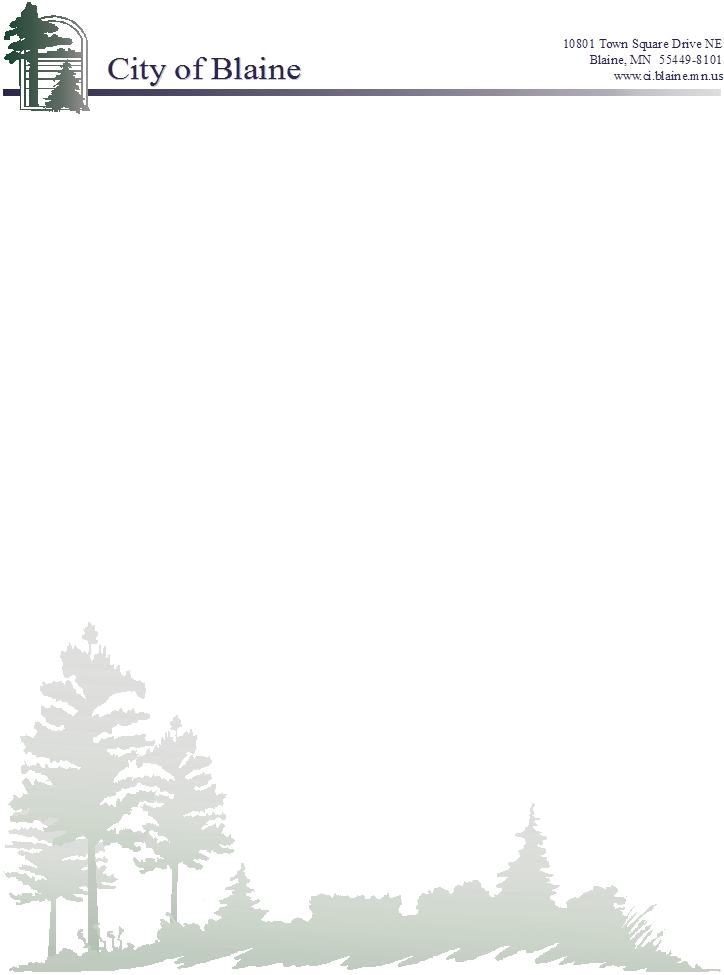 City of Blaine
10801 Town Square Drive NE
Blaine, MN  55449-8101
www.ci.blaine.mn.us